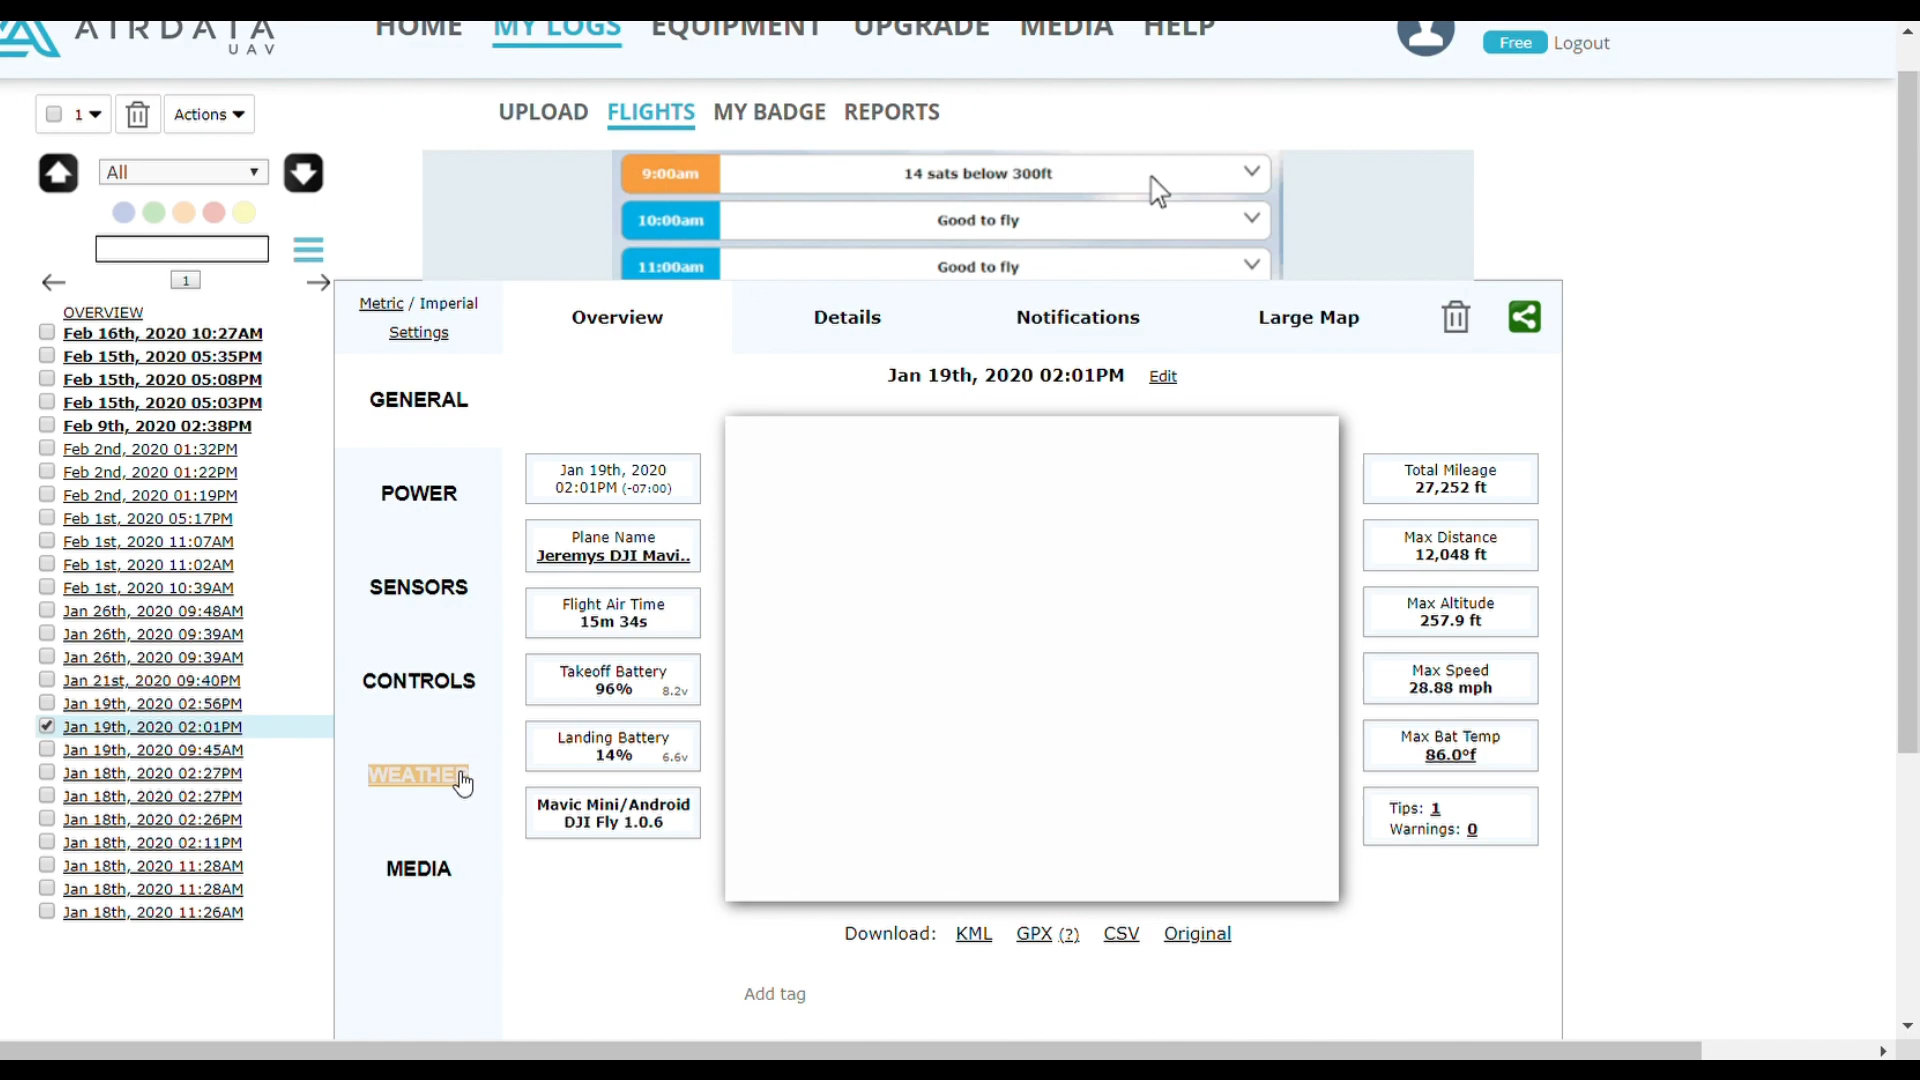 AIRDATA
UAV
HOME
MY LOGS
EQUIPMENT
UPGRADE
MEDIA
HELP
Free
Logout
1
Actions
UPLOAD
FLIGHTS
MY BADGE
REPORTS
All
9:00am
14 sats below 300ft
10:00am
Good to fly
11:00am
Good to fly
1
OVERVIEW
Feb 16th, 2020 10:27AM
Feb 15th, 2020 05:35PM
Feb 15th, 2020 05:08PM
Feb 15th, 2020 05:03PM
Feb 9th, 2020 02:38PM
Feb 2nd, 2020 01:32PM
Feb 2nd, 2020 01:22PM
Feb 2nd, 2020 01:19PM
Feb 1st, 2020 05:17PM
Feb 1st, 2020 11:07AM
Feb 1st, 2020 11:02AM
Feb 1st, 2020 10:39AM
Jan 26th, 2020 09:48AM
Jan 26th, 2020 09:39AM
Jan 26th, 2020 09:39AM
Jan 21st, 2020 09:40PM
Jan 19th, 2020 02:56PM
Jan 19th, 2020 02:01PM
Jan 19th, 2020 09:45AM
Jan 18th, 2020 02:27PM
Jan 18th, 2020 02:27PM
Jan 18th, 2020 02:26PM
Jan 18th, 2020 02:11PM
Jan 18th, 2020 11:28AM
Jan 18th, 2020 11:28AM
Jan 18th, 2020 11:26AM
Metric / Imperial
Settings
Overview
Details
Notifications
Large Map
GENERAL
POWER
SENSORS
CONTROLS
WEATHER
MEDIA
Jan 19th, 2020 02:01PM
Edit
Jan 19th, 2020
02:01PM (-07:00)
Plane Name
Jeremys DJI Mavi..
Flight Air Time
15m 34s
Takeoff Battery
96% 8.2v
Landing Battery
14% 6.6v
Mavic Mini/Android
DJI Fly 1.0.6
Total Mileage
27,252 ft
Max Distance
12,048 ft
Max Altitude
257.9 ft
Max Speed
28.88 mph
Max Bat Temp
86.0°f
Tips: 1
Warnings: 0
Download: KML GPX (?) CSV Original
Add tag